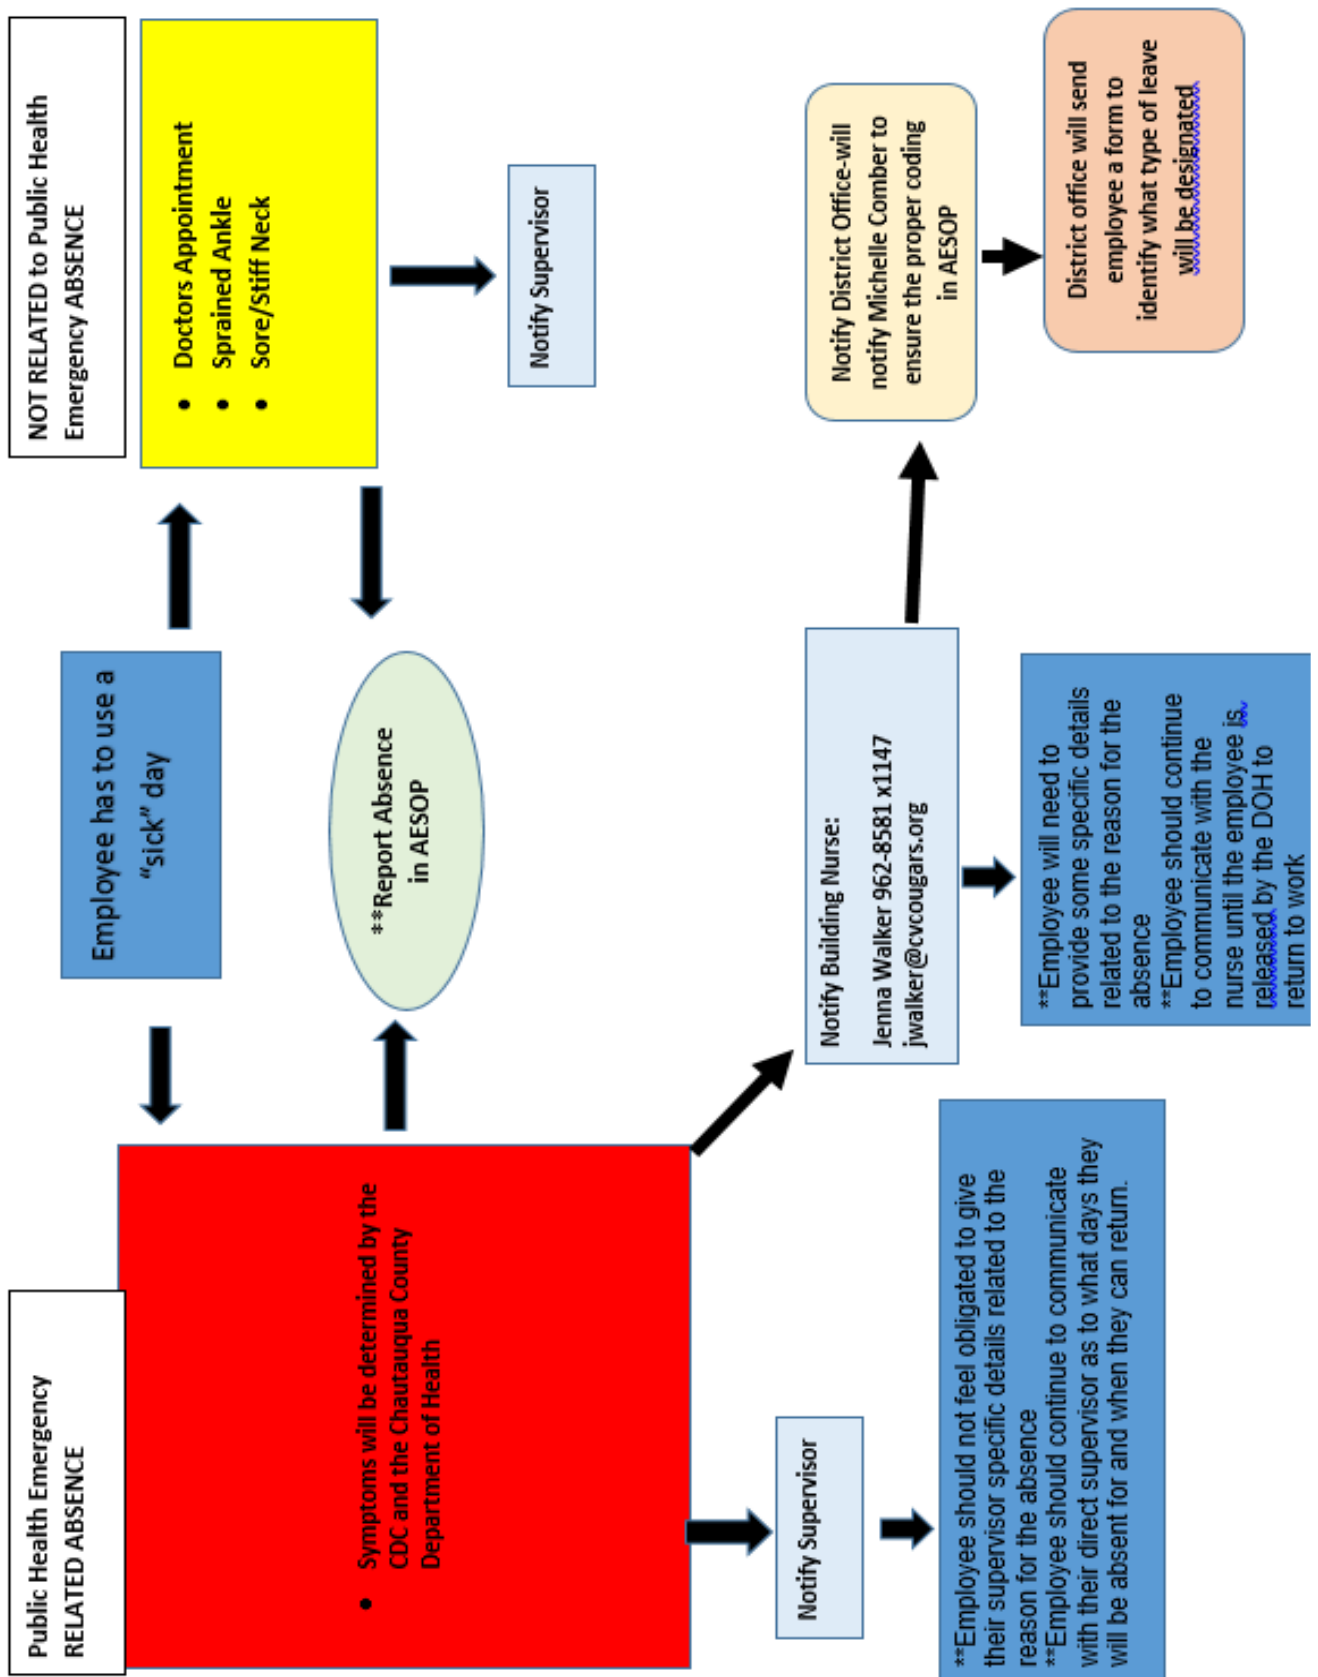 Employee has to use a
“sick” day
Public Health Emergency
RELATED ABSENCE
NOT RELATED to Public Health
Emergency ABSENCE
• Symptoms will be determined by the
CDC and the Chautauqua County
Department of Health
• Doctors Appointment
• Sprained Ankle
• Sore/Stiff Neck
**Report Absence
in AESOP
Notify Supervisor
Notify Supervisor
**Employee should not feel obligated to give
their supervisor specific details related to the
reason for the absence
**Employee should continue to communicate
with their direct supervisor as to what days they
will be absent for and when they can return.
Notify Building Nurse:
Jenna Walker 962-8581 x1147
jwalker@cvcougars.org
**Employee will need to
provide some specific details
related to the reason for the
absence
**Employee should continue
to communicate with the
nurse until the employee is
released by the DOH to
return to work
Notify District Office-will
notify Michelle Comber to
ensure the proper coding
in AESOP
District office will send
employee a form to
identify what type of leave
will be designated